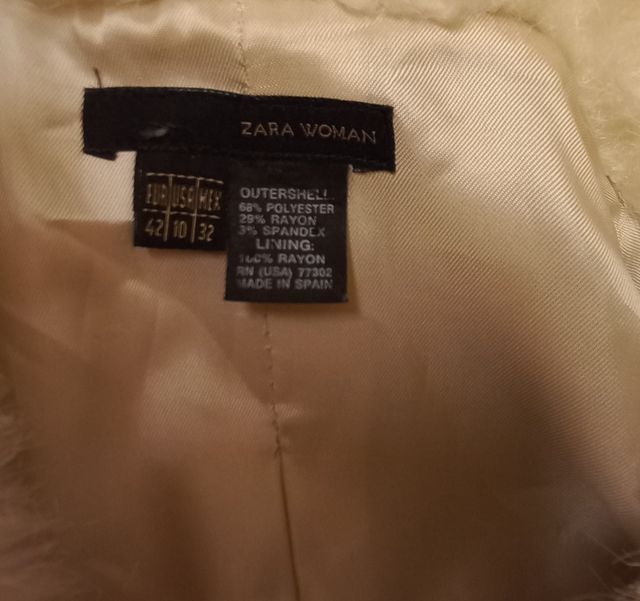 ZARA WOMAN
EUR USA MEX
42 10 32
OUTERSHELL
68% POLYESTER
29% RAYON
3% SPANDEX
LINING:
100% RAYON
RN (USA) 77302
MADE IN SPAIN